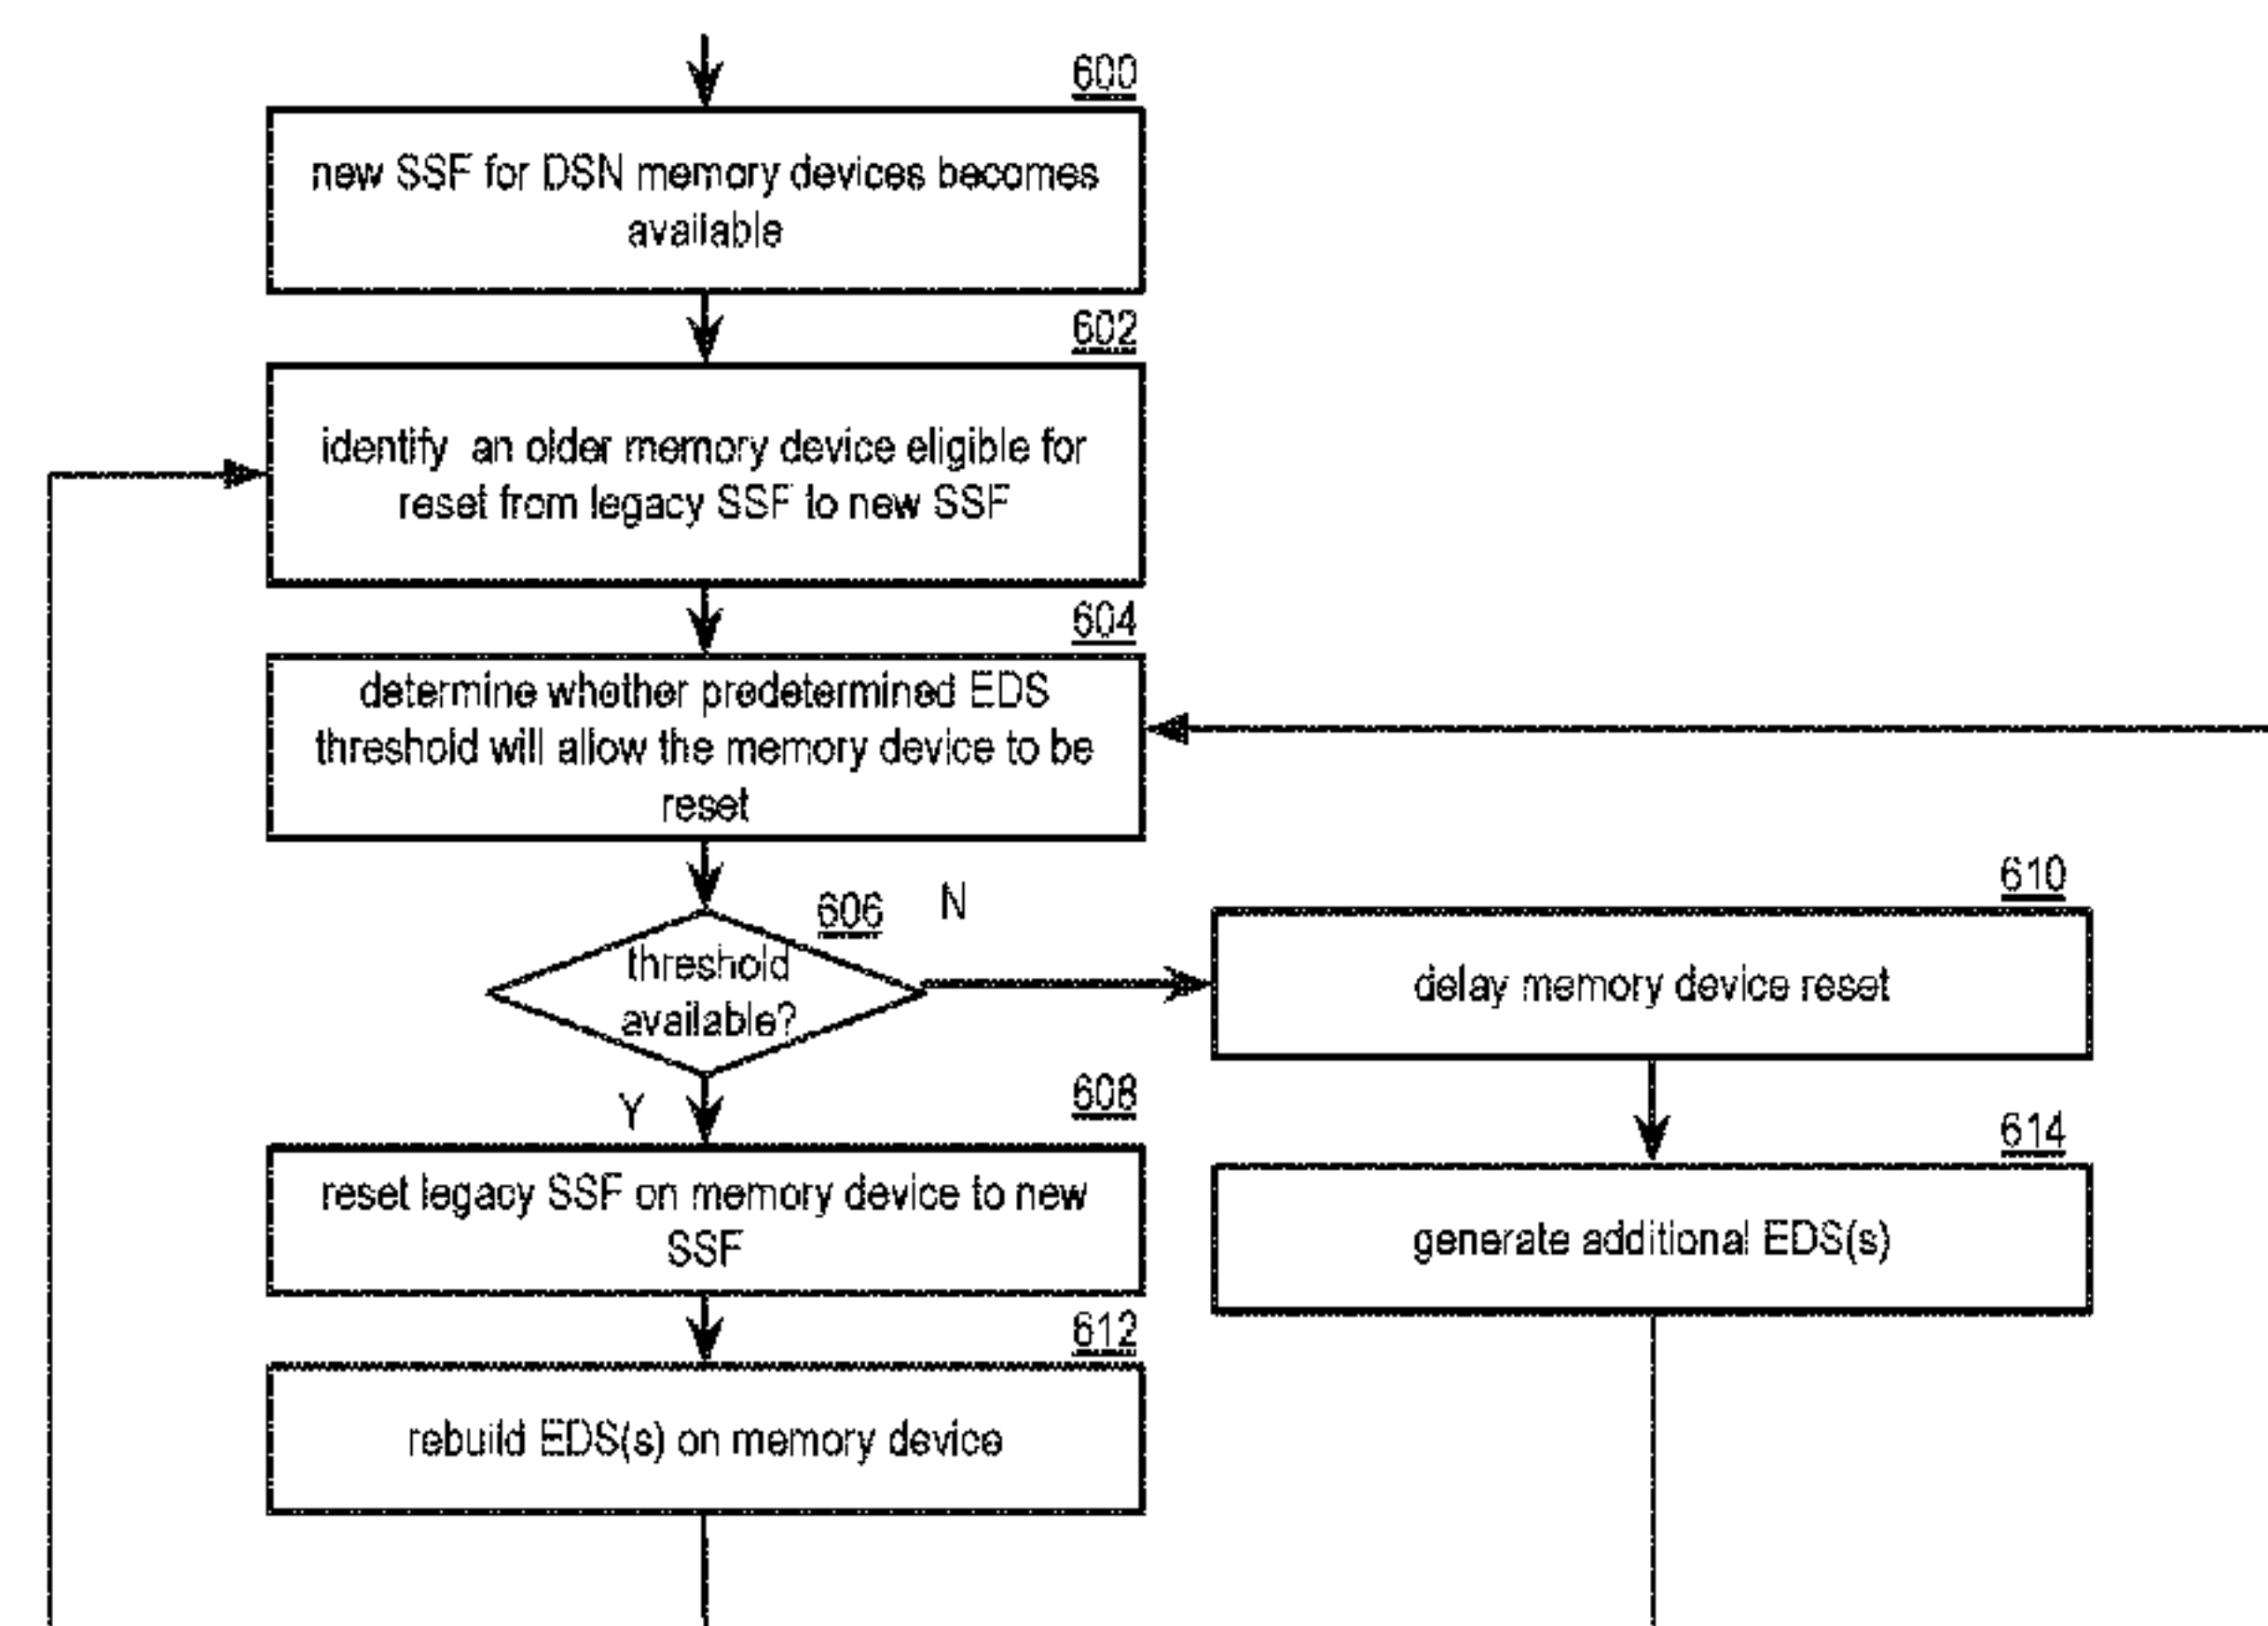 600
new SSF for DSN memory devices becomes
available
602
identify an older memory device eligible for
reset from legacy SSF to new SSF
604
determine whether predetermined EDS
threshold will allow the memory device to be
reset
606
N
threshold
available?
610
delay memory device reset
Y
608
reset legacy SSF on memory device to new
SSF
614
generate additional EDS(s)
612
rebuild EDS(s) on memory device